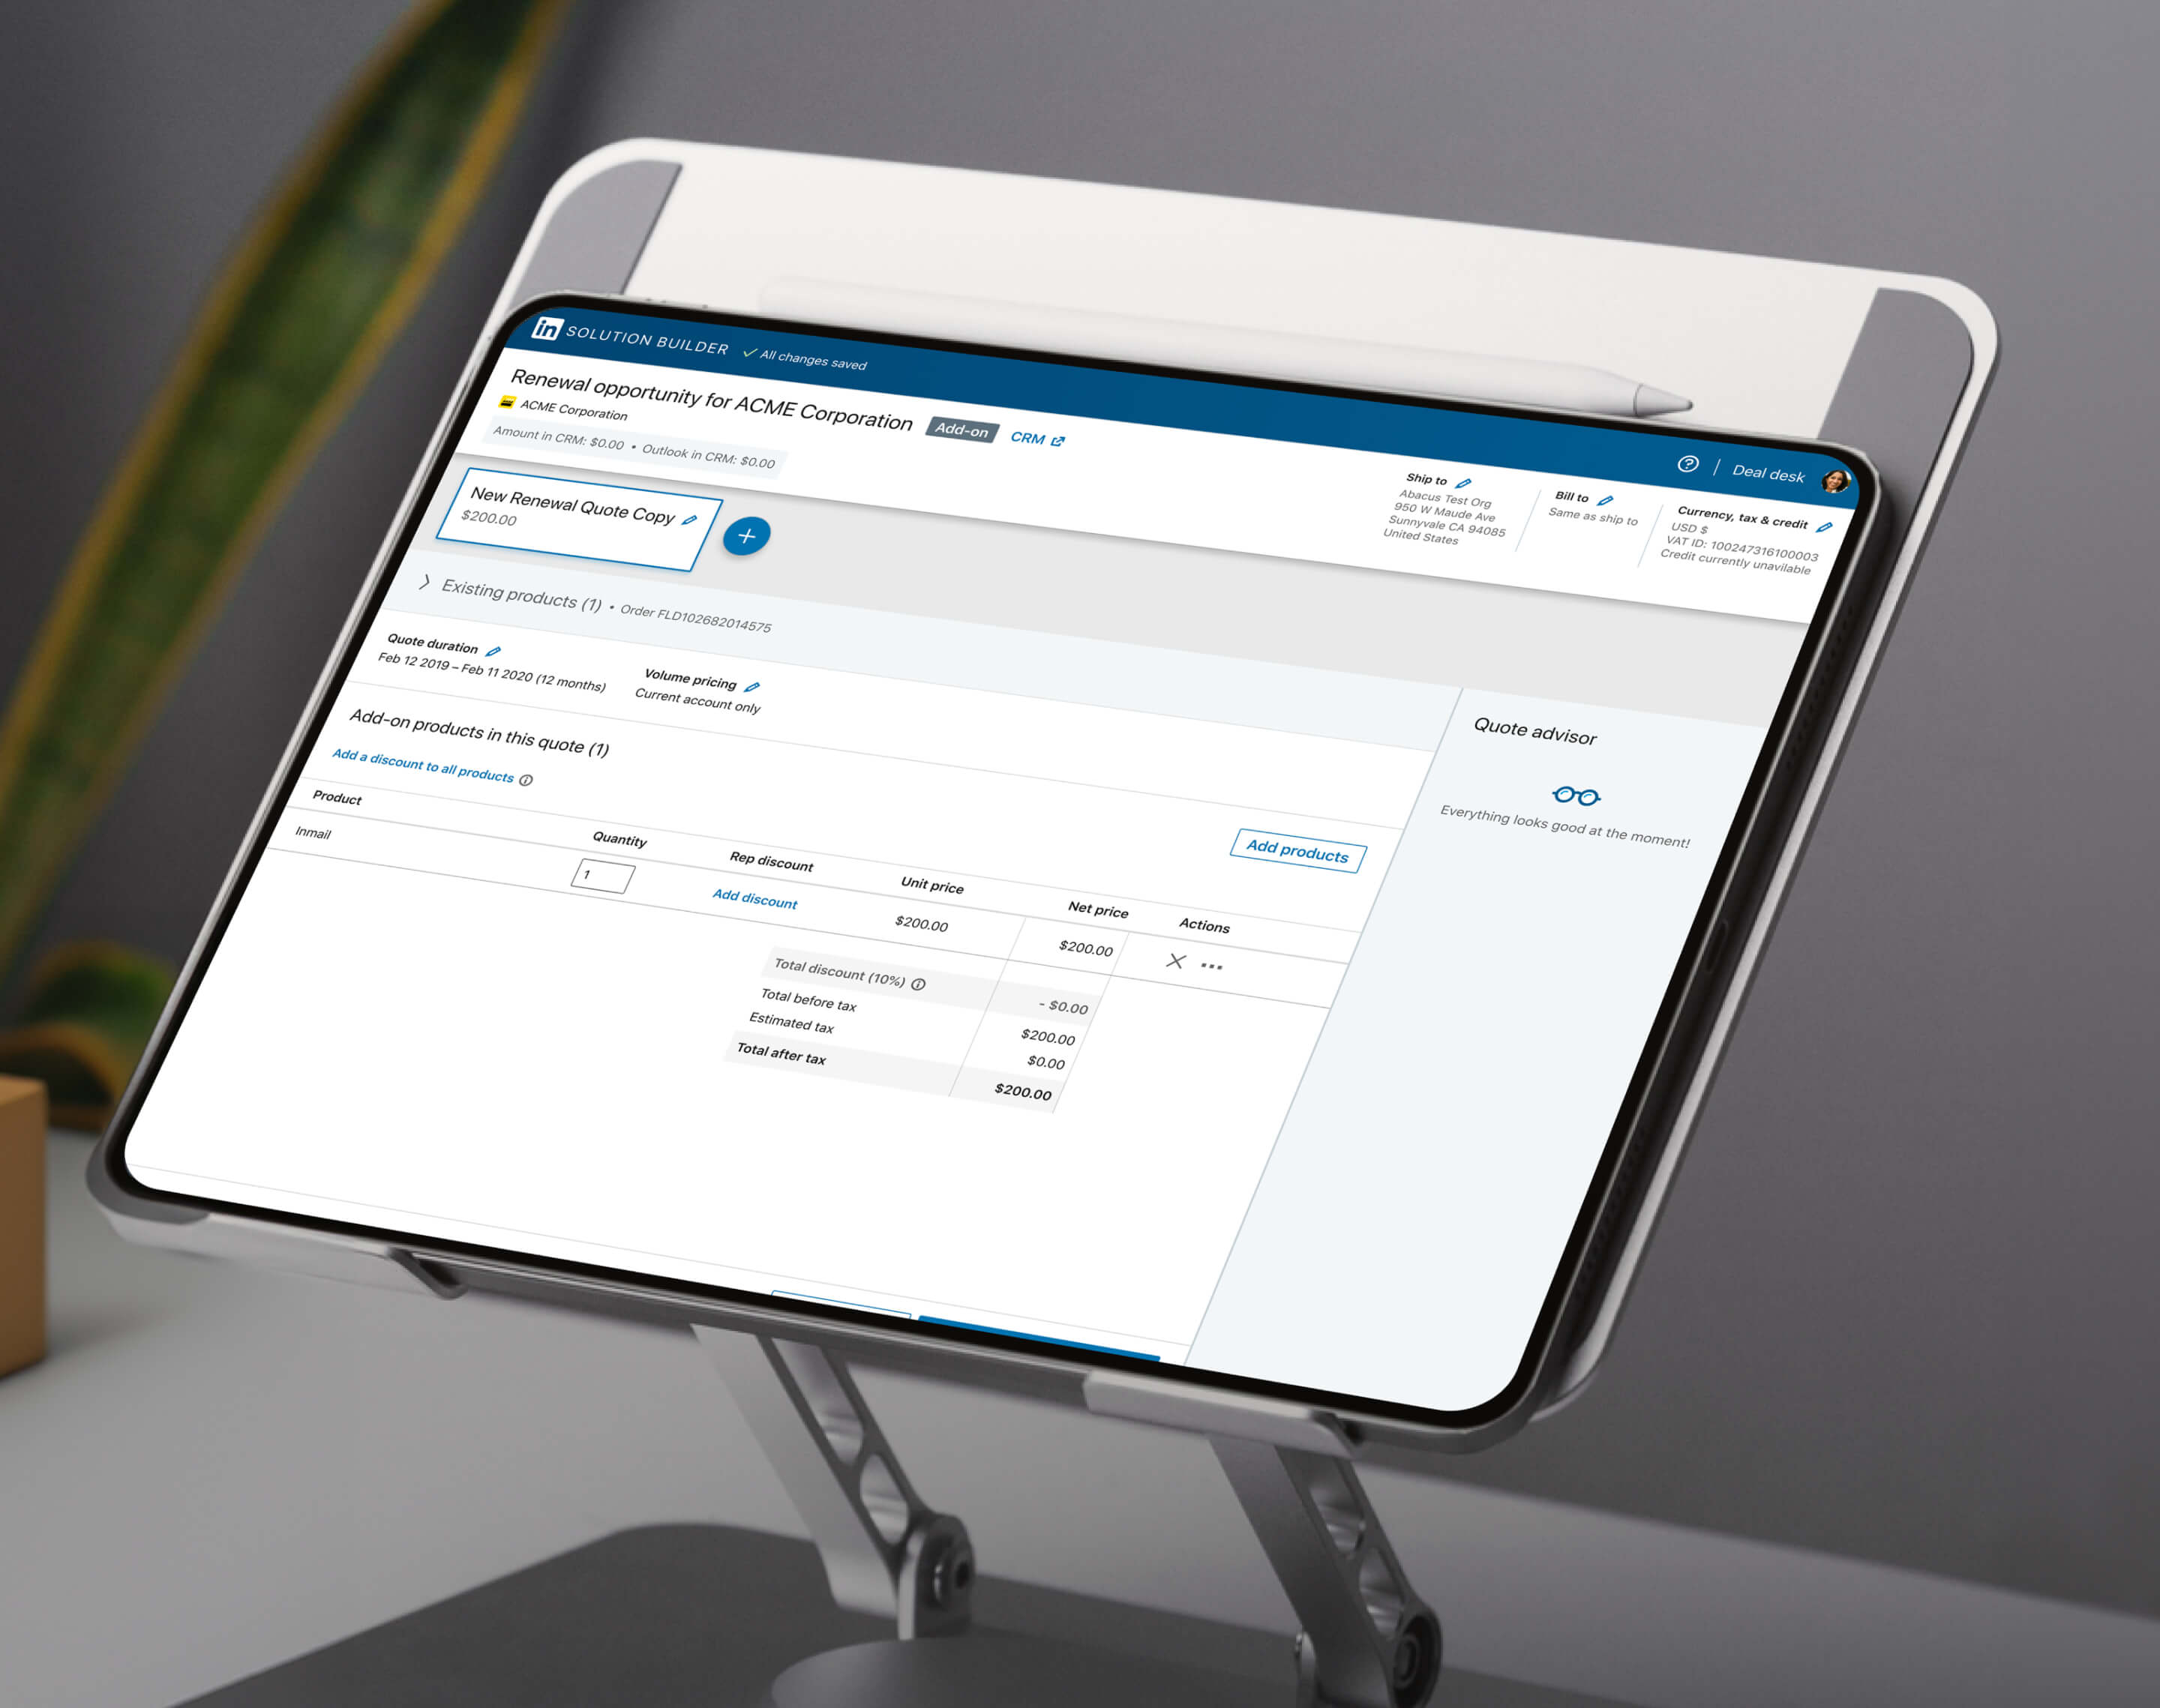 in SOLUTION BUILDER All changes saved
Deal desk
Renewal opportunity for ACME Corporation Add-on CRM
ACME Corporation
Amount in CRM: $0.00 • Outlook in CRM: $0.00
Ship to
Abacus Test Org
950 W Maude Ave
Sunnyvale CA 94085
United States
Bill to
Same as ship to
Currency, tax & credit
USD $
VAT ID: 100247316100003
Credit currently unavilable
New Renewal Quote Copy
$200.00
Existing products (1) • Order FLD102682014575
Quote duration
Feb 12 2019 – Feb 11 2020 (12 months)
Volume pricing
Current account only
Add-on products in this quote (1)
Add a discount to all products
Add products
Product Quantity Rep discount Unit price Net price Actions
Inmail 1 Add discount $200.00 $200.00
Total discount (10%) - $0.00
Total before tax $200.00
Estimated tax $0.00
Total after tax $200.00
Quote advisor
Everything looks good at the moment!